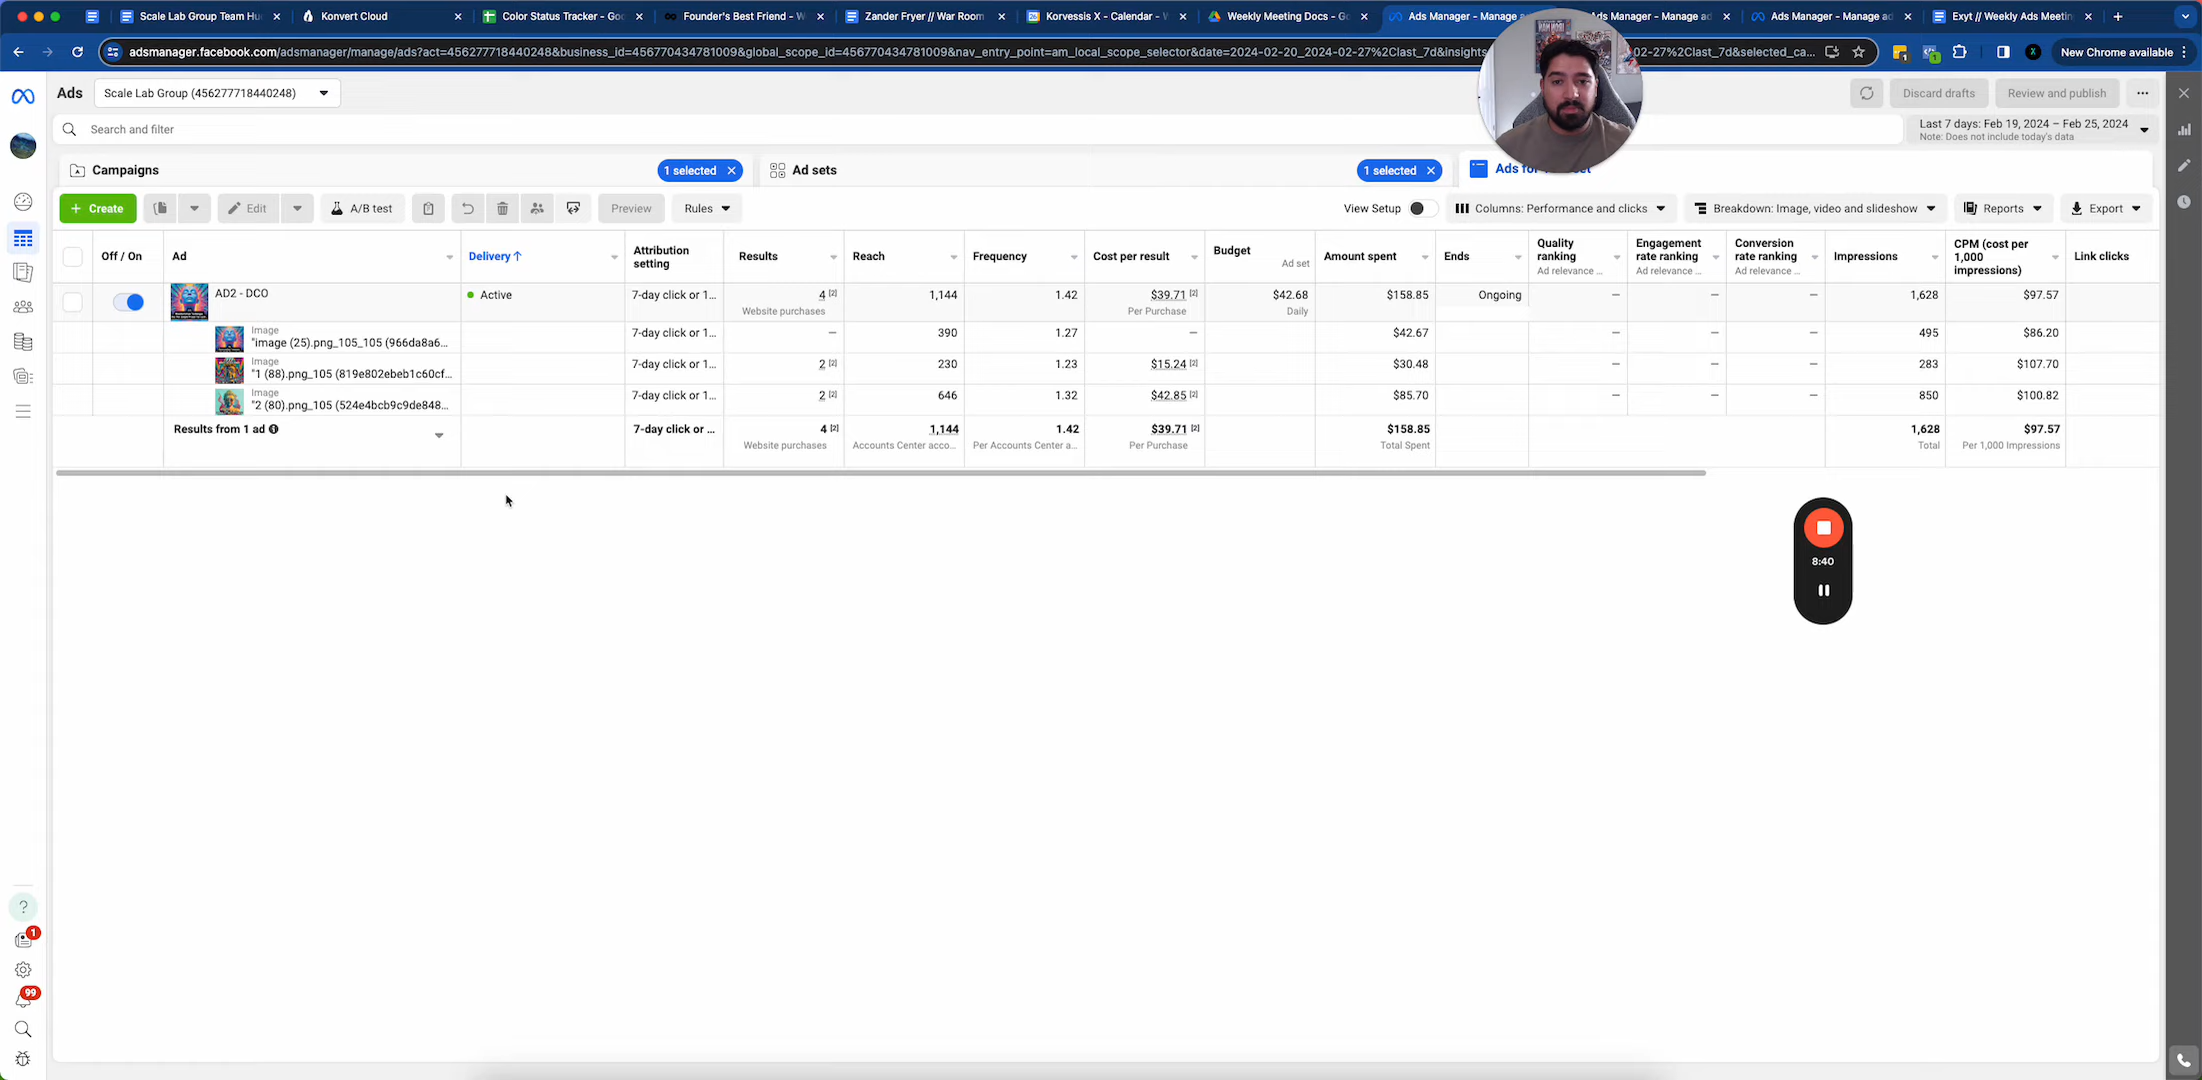 Scale Lab Group Team Hu
Konvert Cloud
Color Status Tracker - Goo
Founder's Best Friend - W
Zander Fryer // War Room
Korvessis X - Calendar - W
Weekly Meeting Docs - Go
Ads Manager - Manage a
Ads Manager - Manage ad
Ads Manager - Manage ad
Exyt // Weekly Ads Meetin
adsmanager.facebook.com/adsmanager/manage/ads?act=456277718440248&business_id=456770434781009&global_scope_id=456770434781009&nav_entry_point=am_local_scope_selector&date=2024-02-20_2024-02-27%2Clast_7d&insights
02-27%2Clast_7d&selected_ca...
New Chrome available
Ads
Scale Lab Group (456277718440248)
Discard drafts
Review and publish
Search and filter
Last 7 days: Feb 19, 2024 – Feb 25, 2024
Note: Does not include today's data
Campaigns
1 selected
Ad sets
1 selected
Ads for
+ Create
Edit
A/B test
Preview
Rules
View Setup
Columns: Performance and clicks
Breakdown: Image, video and slideshow
Reports
Export
Off / On
Ad
Delivery ↑
Attribution setting
Results
Reach
Frequency
Cost per result
Budget
Ad set
Amount spent
Ends
Quality ranking
Ad relevance ...
Engagement rate ranking
Ad relevance ...
Conversion rate ranking
Ad relevance ...
Impressions
CPM (cost per 1,000 impressions)
Link clicks
AD2 - DCO
Active
7-day click or 1...
4 [2]
Website purchases
1,144
1.42
$39.71 [2]
Per Purchase
$42.68
Daily
$158.85
Ongoing
—
—
—
1,628
$97.57
Image
"image (25).png_105_105 (966da8a6...
7-day click or 1...
—
390
1.27
—
$42.67
—
—
—
495
$86.20
Image
"1 (88).png_105 (819e802ebeb1c60cf...
7-day click or 1...
2 [2]
230
1.23
$15.24 [2]
$30.48
—
—
—
283
$107.70
Image
"2 (80).png_105 (524e4bcb9c9de848...
7-day click or 1...
2 [2]
646
1.32
$42.85 [2]
$85.70
—
—
—
850
$100.82
Results from 1 ad
7-day click or ...
4 [2]
Website purchases
1,144
Accounts Center acco...
1.42
Per Accounts Center a...
$39.71 [2]
Per Purchase
$158.85
Total Spent
1,628
Total
$97.57
Per 1,000 Impressions
8:40
?
1
99